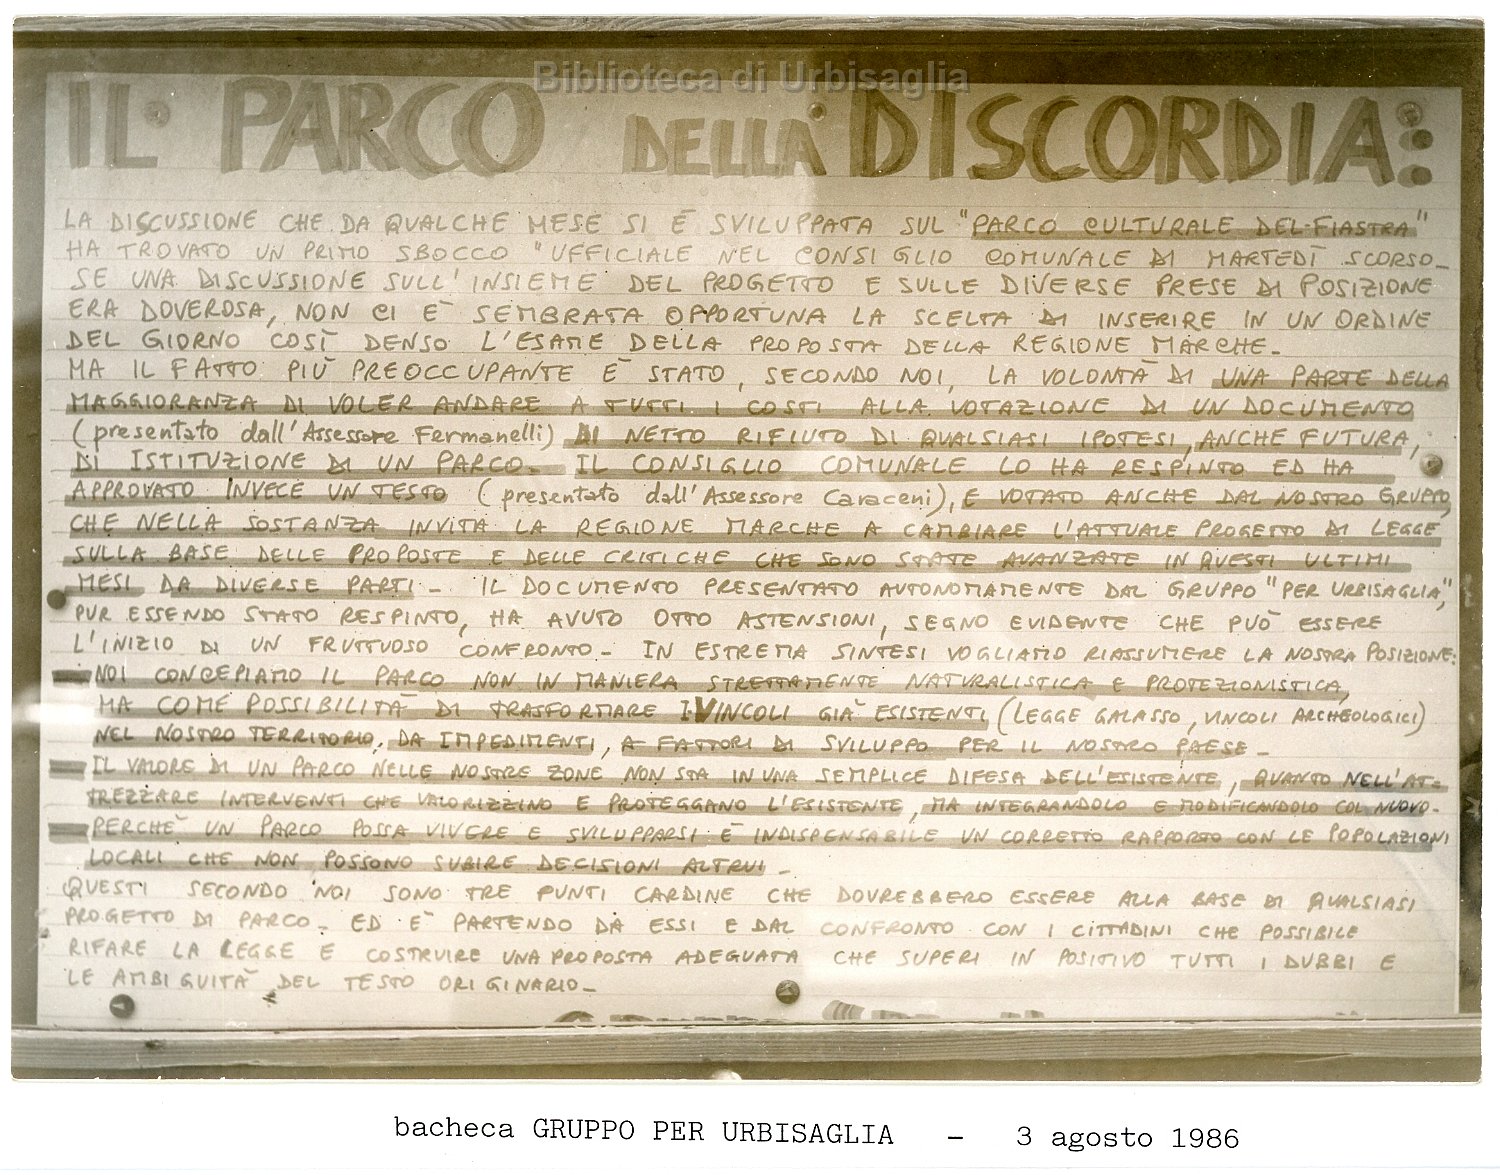 Biblioteca di Urbisaglia
IL PARCO DELLA DISCORDIA:
LA DISCUSSIONE CHE DA QUALCHE MESE SI È SVILUPPATA SUL "PARCO CULTURALE DEL FIASTRA"
HA TROVATO UN PRIMO SBOCCO "UFFICIALE NEL CONSIGLIO COMUNALE DI MARTEDÌ SCORSO_
SE UNA DISCUSSIONE SULL'INSIEME DEL PROGETTO E SULLE DIVERSE PRESE DI POSIZIONE
ERA DOVEROSA, NON CI È SEMBRATA OPPORTUNA LA SCELTA DI INSERIRE IN UN ORDINE
DEL GIORNO COSÌ DENSO L'ESAME DELLA PROPOSTA DELLA REGIONE MARCHE_
MA IL FATTO PIÙ PREOCCUPANTE È STATO, SECONDO NOI, LA VOLONTÀ DI UNA PARTE DELLA
MAGGIORANZA DI VOLER ANDARE A TUTTI I COSTI ALLA VOTAZIONE DI UN DOCUMENTO
(presentato dall'Assessore Fermanelli) DI NETTO RIFIUTO DI QUALSIASI IPOTESI, ANCHE FUTURA,
DI ISTITUZIONE DI UN PARCO_ IL CONSIGLIO COMUNALE LO HA RESPINTO ED HA
APPROVATO INVECE UN TESTO (presentato dall'Assessore Caraceni), E VOTATO ANCHE DAL NOSTRO GRUPPO,
CHE NELLA SOSTANZA INVITA LA REGIONE MARCHE A CAMBIARE L'ATTUALE PROGETTO DI LEGGE
SULLA BASE DELLE PROPOSTE E DELLE CRITICHE CHE SONO STATE AVANZATE IN QUESTI ULTIMI
MESI DA DIVERSE PARTI_ IL DOCUMENTO PRESENTATO AUTONOMAMENTE DAL GRUPPO "PER URBISAGLIA",
PUR ESSENDO STATO RESPINTO, HA AVUTO OTTO ASTENSIONI, SEGNO EVIDENTE CHE PUÒ ESSERE
L'INIZIO DI UN FRUTTUOSO CONFRONTO_ IN ESTREMA SINTESI VOGLIAMO RIASSUMERE LA NOSTRA POSIZIONE:
NOI CONCEPIAMO IL PARCO NON IN MANIERA STRETTAMENTE NATURALISTICA E PROTEZIONISTICA,
MA COME POSSIBILITÀ DI TRASFORMARE I VINCOLI GIÀ ESISTENTI (LEGGE GALASSO, VINCOLI ARCHEOLOGICI)
NEL NOSTRO TERRITORIO, DA IMPEDIMENTI, A FATTORI DI SVILUPPO PER IL NOSTRO PAESE_
IL VALORE DI UN PARCO NELLE NOSTRE ZONE NON STA IN UNA SEMPLICE DIFESA DELL'ESISTENTE, QUANTO NELL'AT-
TREZZARE INTERVENTI CHE VALORIZZINO E PROTEGGANO L'ESISTENTE, MA INTEGRANDOLO E MODIFICANDOLO COL NUOVO_
PERCHÈ UN PARCO POSSA VIVERE E SVILUPPARSI È INDISPENSABILE UN CORRETTO RAPPORTO CON LE POPOLAZIONI
LOCALI CHE NON POSSONO SUBIRE DECISIONI ALTRUI_
QUESTI SECONDO NOI SONO TRE PUNTI CARDINE CHE DOVREBBERO ESSERE ALLA BASE DI QUALSIASI
PROGETTO DI PARCO_ ED È PARTENDO DA ESSI E DAL CONFRONTO CON I CITTADINI CHE POSSIBILE
RIFARE LA LEGGE E COSTRUIRE UNA PROPOSTA ADEGUATA CHE SUPERI IN POSITIVO TUTTI I DUBBI E
LE AMBIGUITÀ DEL TESTO ORIGINARIO_
bacheca GRUPPO PER URBISAGLIA - 3 agosto 1986